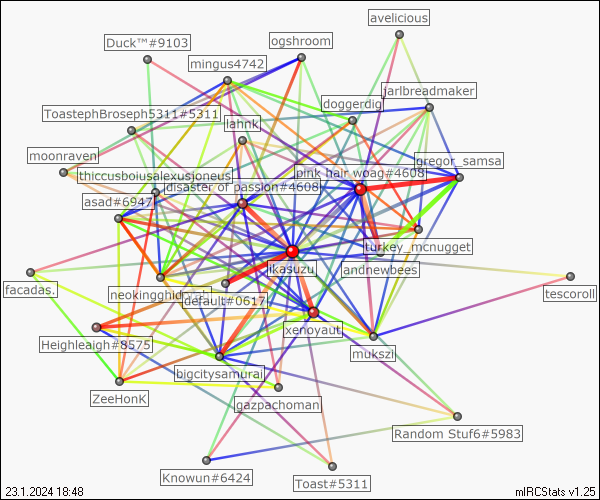 avelicious
Duck™#9103
ogshroom
mingus4742
jarlbreadmaker
doggerdig
ToastephBroseph5311#5311
lahnk
moonraven
gregor_samsa
pink hair woag#4608
thiccusboiusalexusjoneus
disaster of passion#4608
asad#6947
turkey_mcnugget
ikasuzu
andnewbees
facadas.
neokingghid
default#0617
tescoroll
xenoyaut
Heighleaigh#8575
mukszi
bigcitysamurai
ZeeHonK
gazpachoman
Random Stuf6#5983
Knowun#6424
Toast#5311
23.1.2024 18:48
mIRCStats v1.25